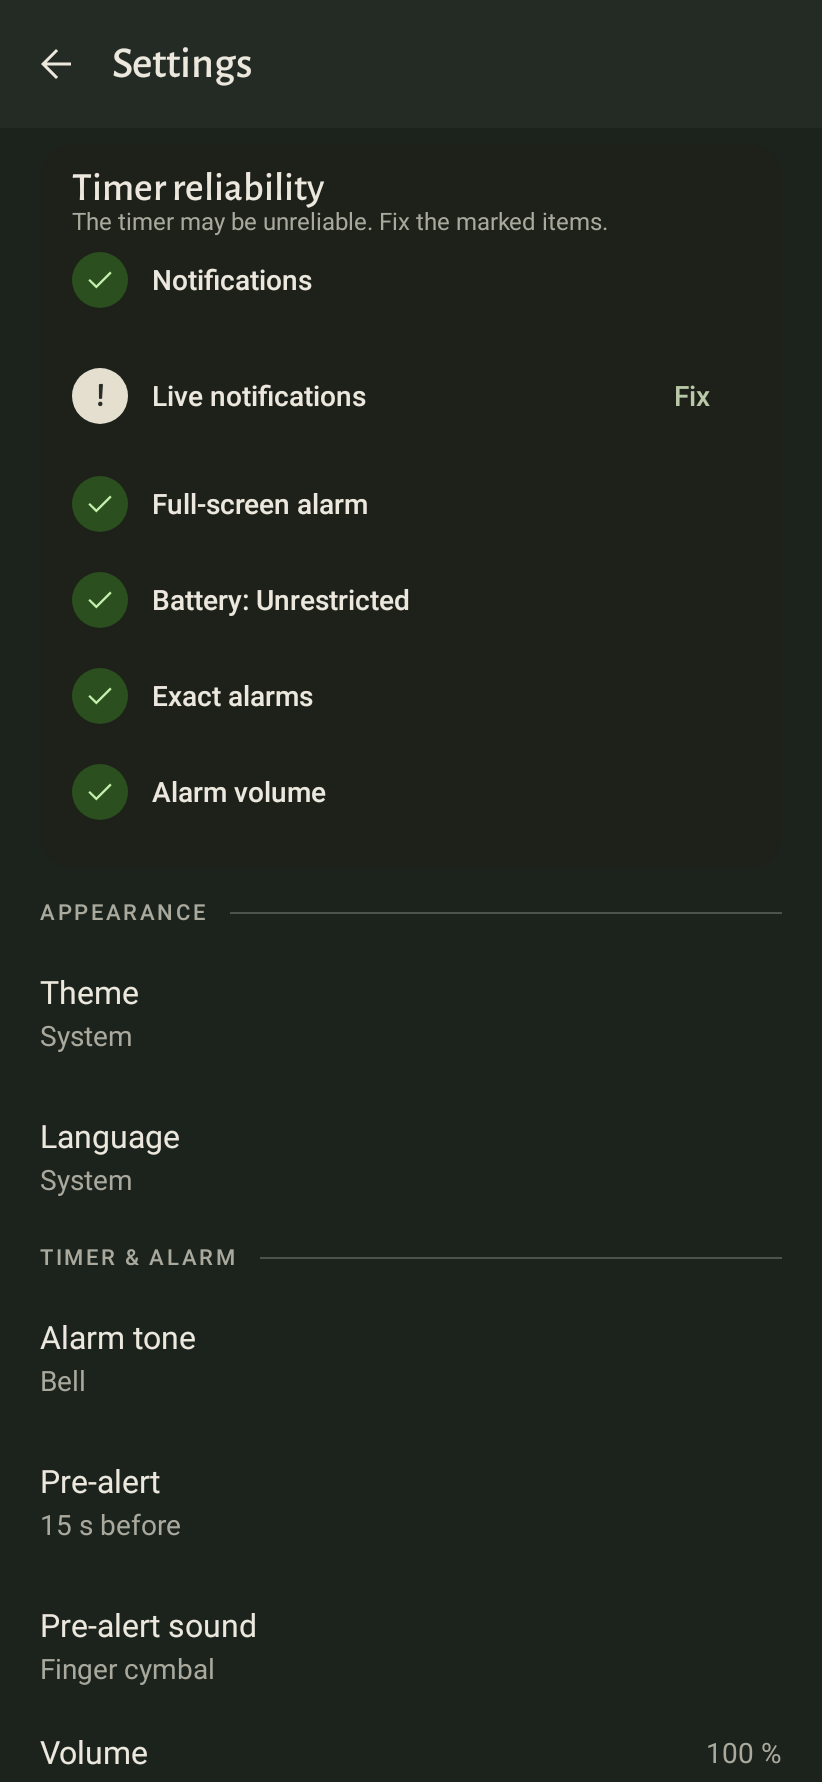 Settings
Timer reliability
The timer may be unreliable. Fix the marked items.
Notifications
! Live notifications Fix
Full-screen alarm
Battery: Unrestricted
Exact alarms
Alarm volume
APPEARANCE
Theme
System
Language
System
TIMER & ALARM
Alarm tone
Bell
Pre-alert
15 s before
Pre-alert sound
Finger cymbal
Volume 100 %